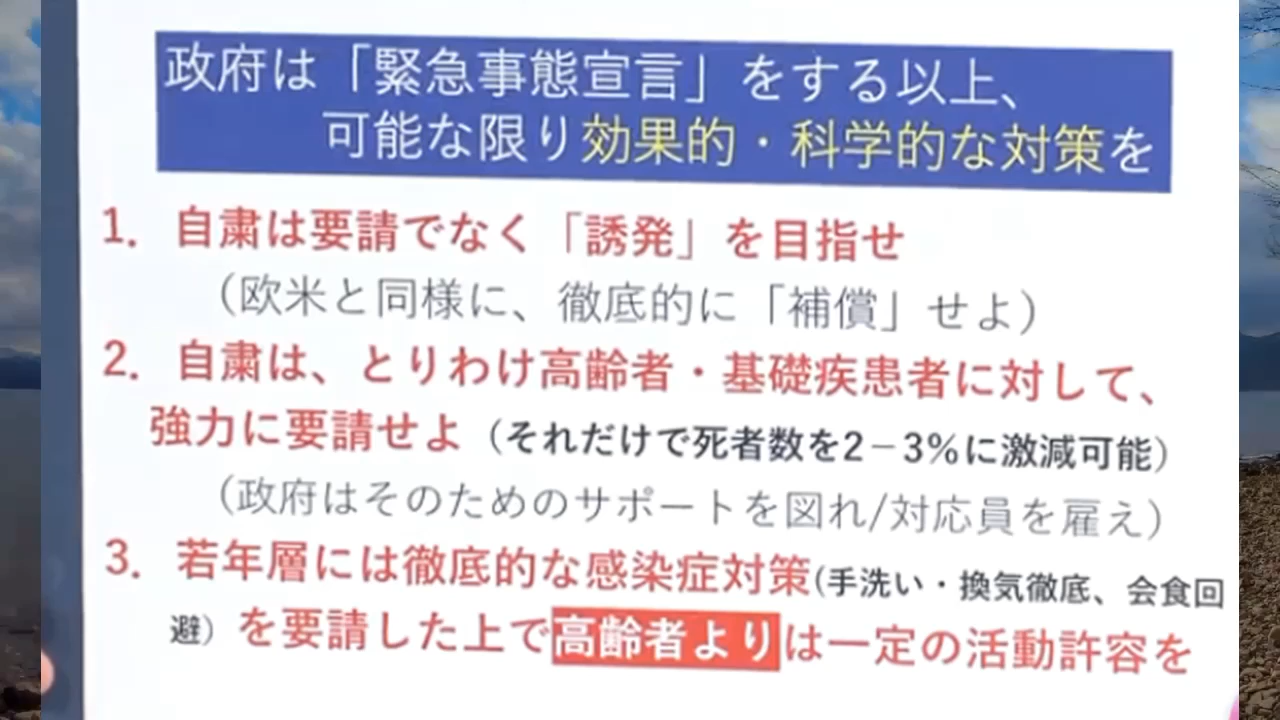 政府は「緊急事態宣言」をする以上、
可能な限り効果的・科学的な対策を
1. 自粛は要請でなく「誘発」を目指せ
（欧米と同様に、徹底的に「補償」せよ）
2. 自粛は、とりわけ高齢者・基礎疾患者に対して、
強力に要請せよ（それだけで死者数を2－3%に激減可能）
（政府はそのためのサポートを図れ/対応員を雇え）
3. 若年層には徹底的な感染症対策(手洗い・換気徹底、会食回
避）を要請した上で高齢者よりは一定の活動許容を